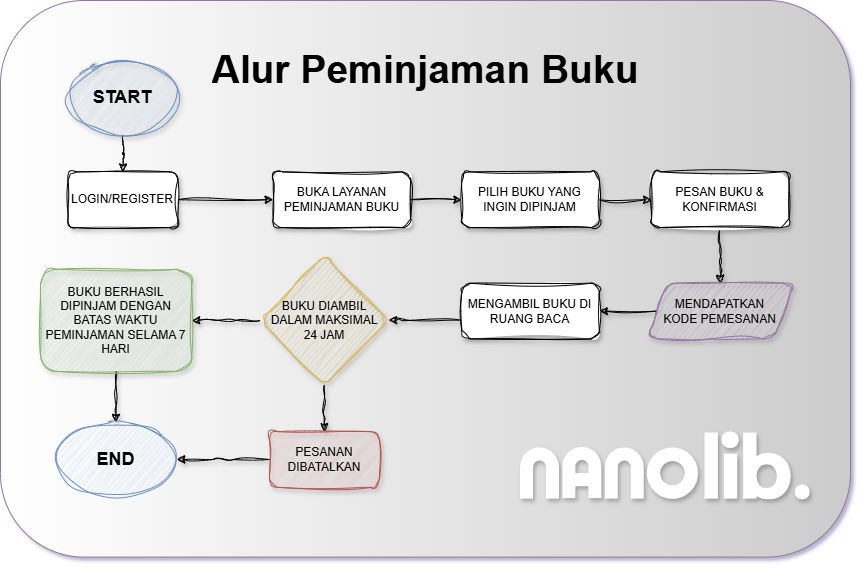 Alur Peminjaman Buku
START
LOGIN/REGISTER
BUKA LAYANAN
PEMINJAMAN BUKU
PILIH BUKU YANG
INGIN DIPINJAM
PESAN BUKU &
KONFIRMASI
MENDAPATKAN
KODE PEMESANAN
MENGAMBIL BUKU DI
RUANG BACA
BUKU DIAMBIL
DALAM MAKSIMAL
24 JAM
BUKU BERHASIL
DIPINJAM DENGAN
BATAS WAKTU
PEMINJAMAN SELAMA 7
HARI
PESANAN
DIBATALKAN
END
nanolib.